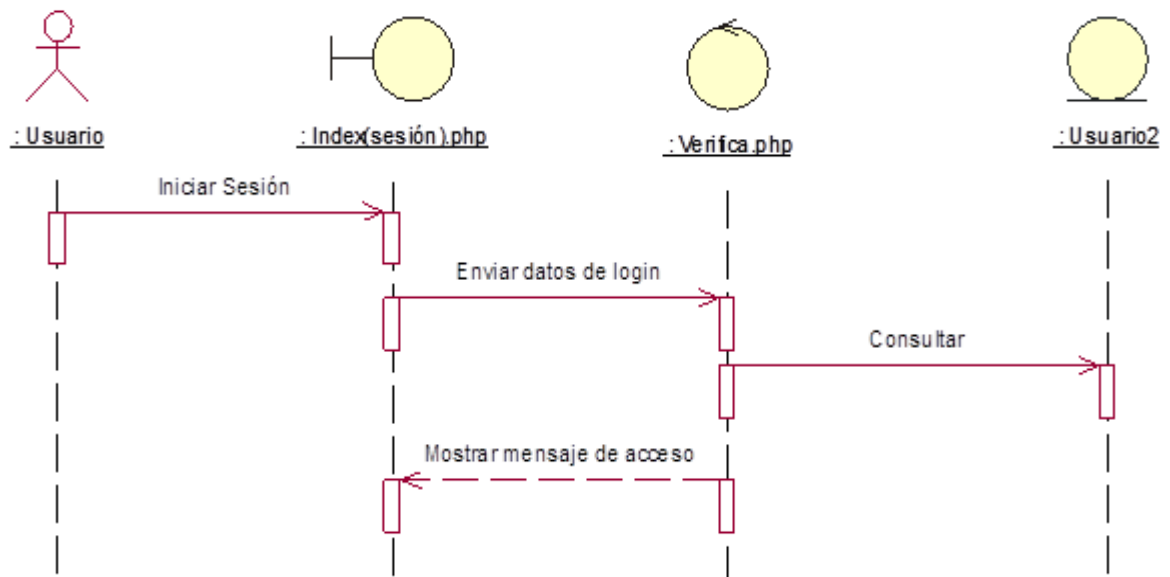 : Usuario
: Index(sesión).php
: Verifica.php
: Usuario2
Iniciar Sesión
Enviar datos de login
Consultar
Mostrar mensaje de acceso